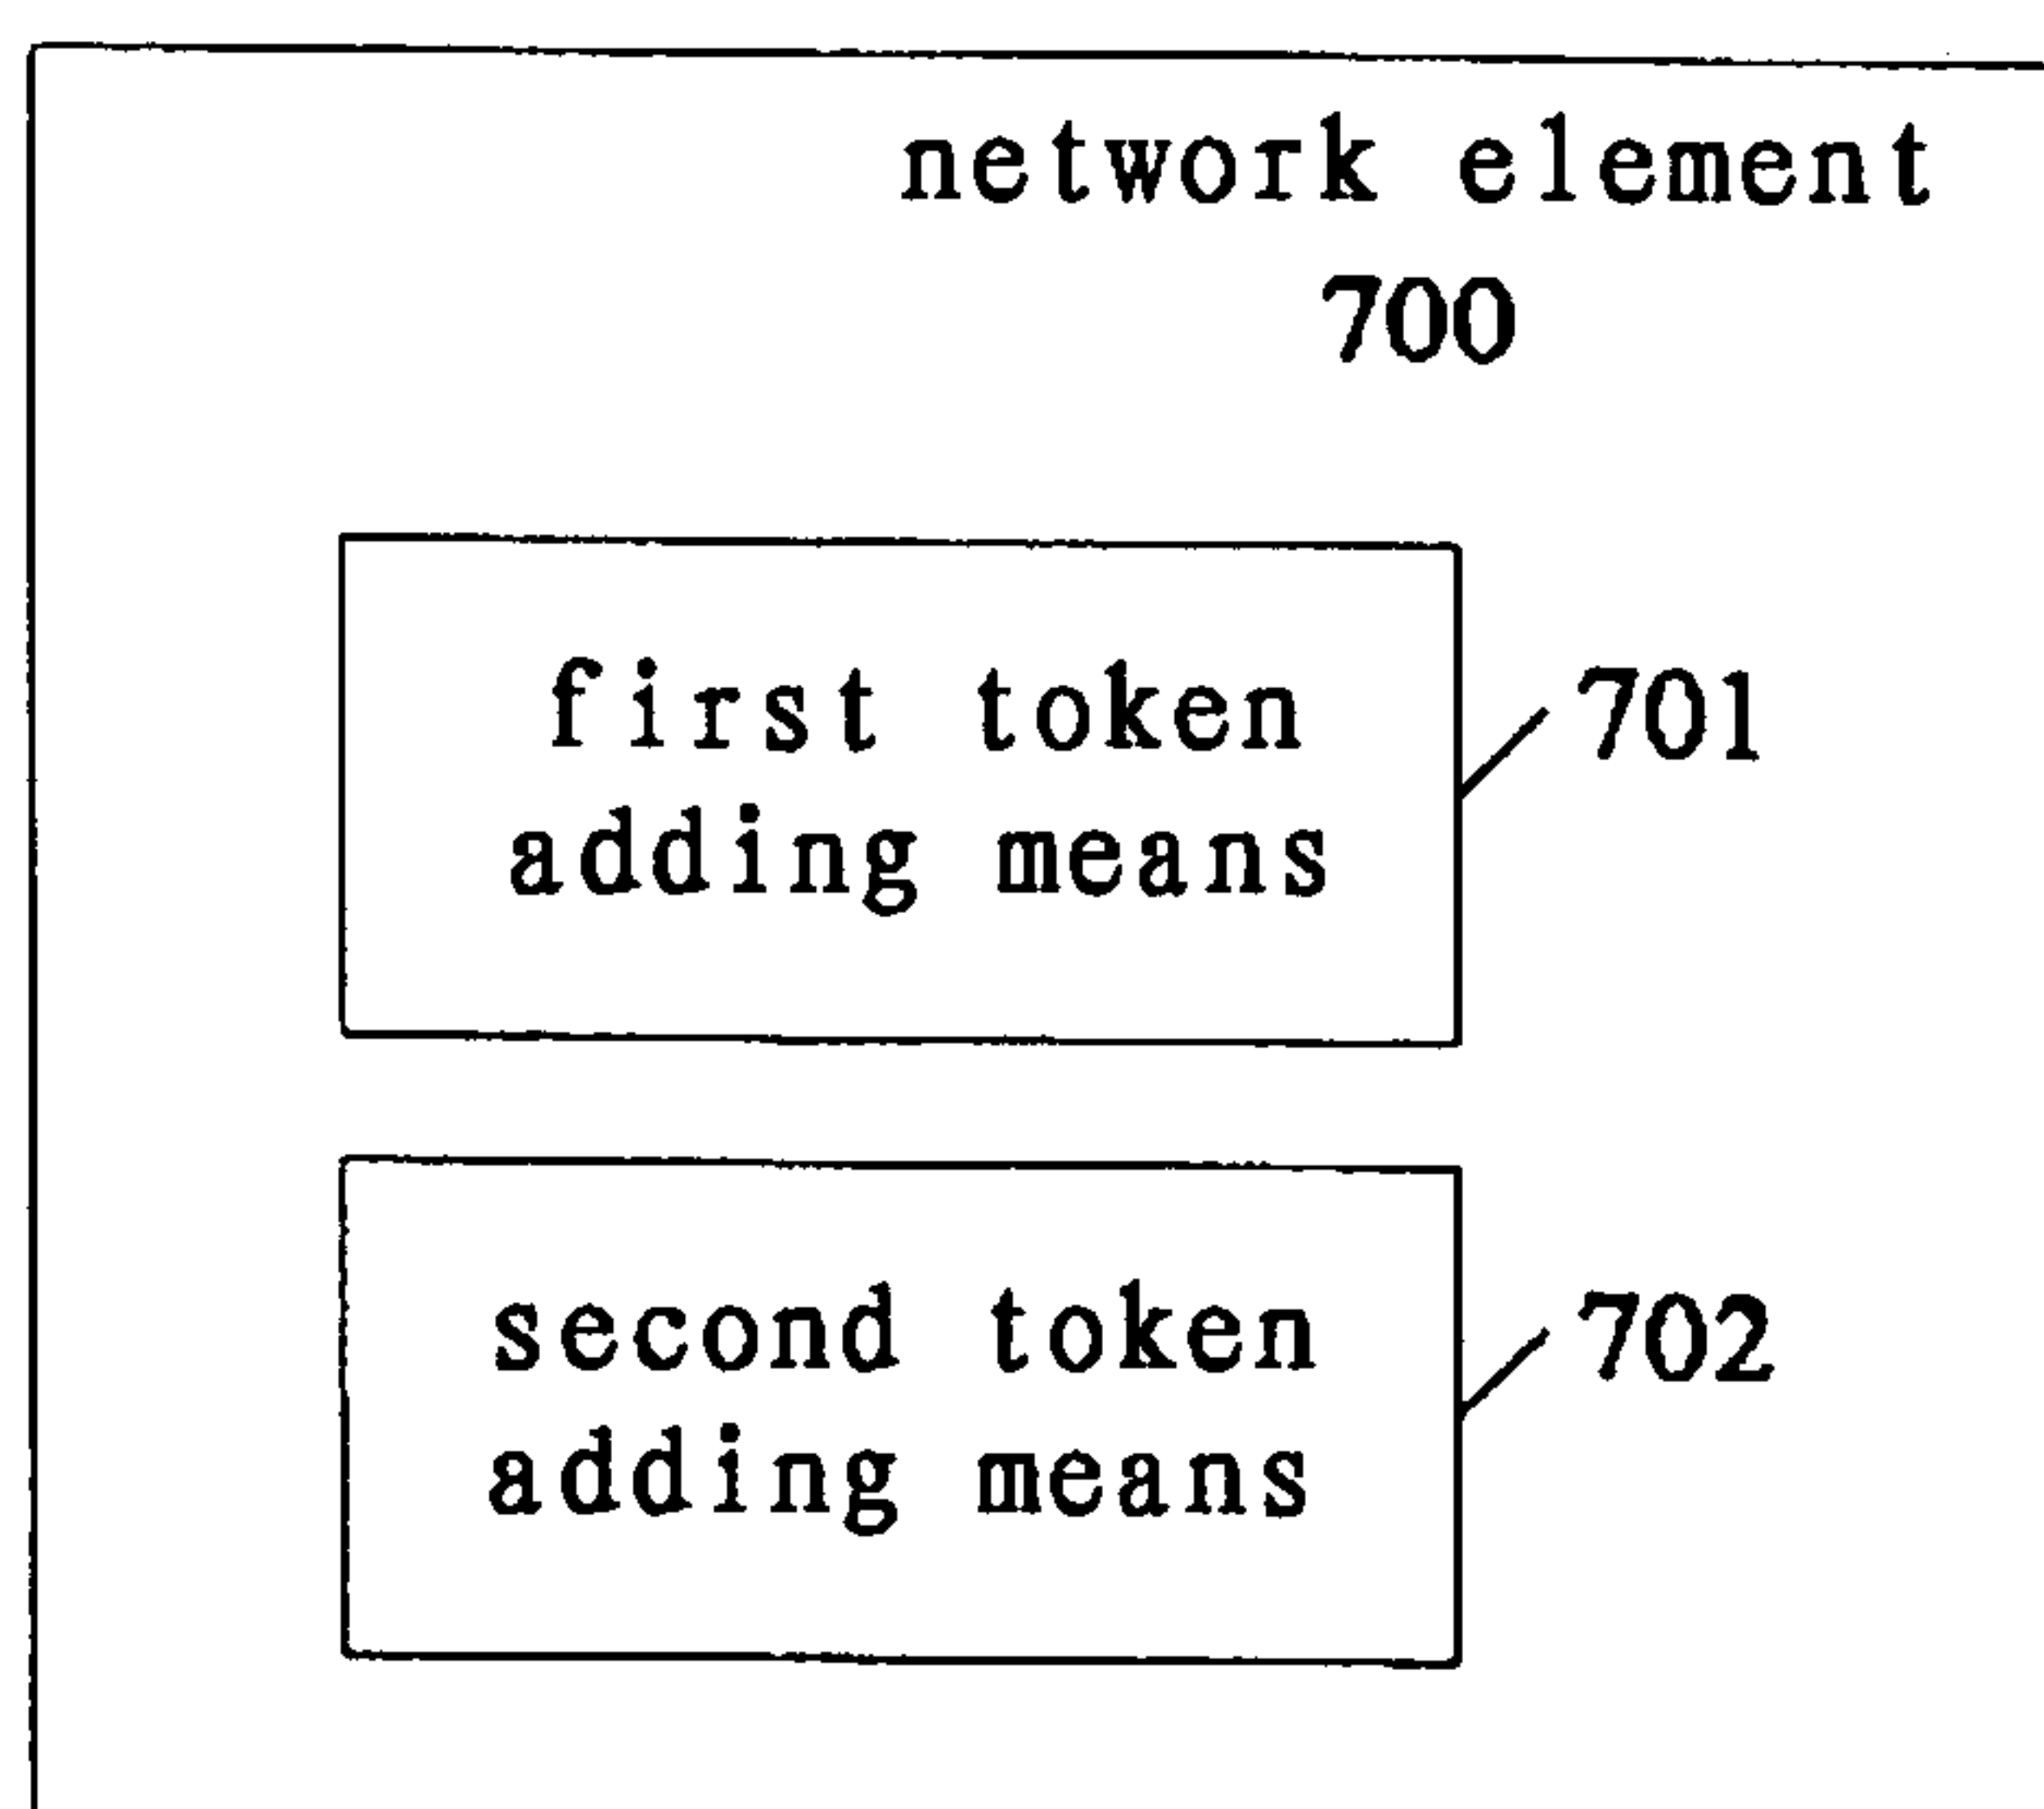 network element
700
first token
adding means
701
second token
adding means
702